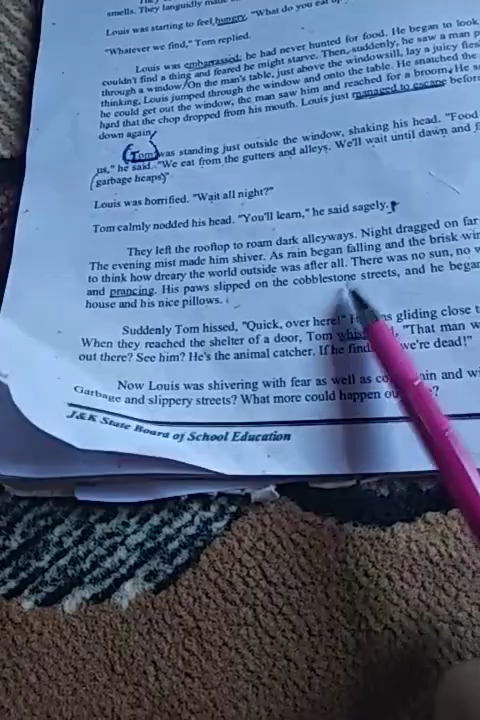 smells. They languidly
Louis was starting to feel hungry. "What do you eat
"Whatever we find," Tom replied.
Louis was embarrassed; he had never hunted for food. He began to look
couldn't find a thing and feared he might starve. Then, suddenly, he saw a man p
through a window. On the man's table, just above the windowsill, lay a juicy
thinking, Louis jumped through the window and onto the table. He snatched the
he could get out the window, the man saw him and reached for a broom. He
hard that the chop dropped from his mouth. Louis just managed to escape befor
down again.
Tom was standing just outside the window, shaking his head. "Food
us," he said. "We eat from the gutters and alleys. We'll wait until dawn and f
garbage heaps."
Louis was horrified. "Wait all night?"
Tom calmly nodded his head. "You'll learn," he said sagely.
They left the rooftop to roam dark alleyways. Night dragged on far
The evening mist made him shiver. As rain began falling and the brisk
to think how dreary the world outside was after all. There was no sun, no
and prancing. His paws slipped on the cobblestone streets, and he began
house and his nice pillows.
Suddenly Tom hissed, "Quick, over here!" gliding close t
When they reached the shelter of a door, Tom "That man w
out there? See him? He's the animal catcher. If he we're dead!"
Now Louis was shivering with fear as well as and
Garbage and slippery streets? What more could happen
J&K State Board of School Education